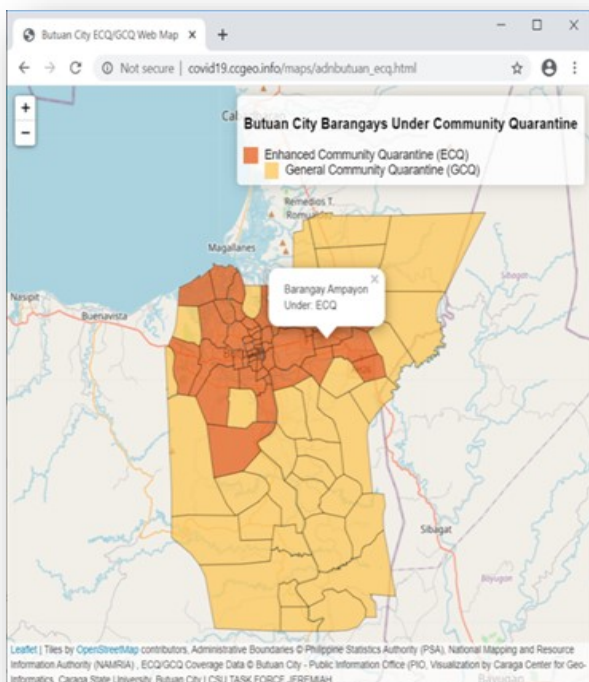 Butuan City ECQ/GCQ Web Map
Not secure | covid19.ccgeo.info/maps/adnbutuan_ecq.html
+
−
Butuan City Barangays Under Community Quarantine
Enhanced Community Quarantine (ECQ)
General Community Quarantine (GCQ)
Remedios T.
Magallanes
Nasipit
Buenavista
Barangay Ampayon
Under: ECQ
Sibagat
Sibagat
Bayugan
Leaflet | Tiles by OpenStreetMap contributors, Administrative Boundaries © Philippine Statistics Authority (PSA), National Mapping and Resource
Information Authority (NAMRIA) , ECQ/GCQ Coverage Data © Butuan City - Public Information Office (PIO, Visualization by Caraga Center for Geo-
Informatics, Caraga State University, Butuan City | CSU TASK FORCE JEREMIAH